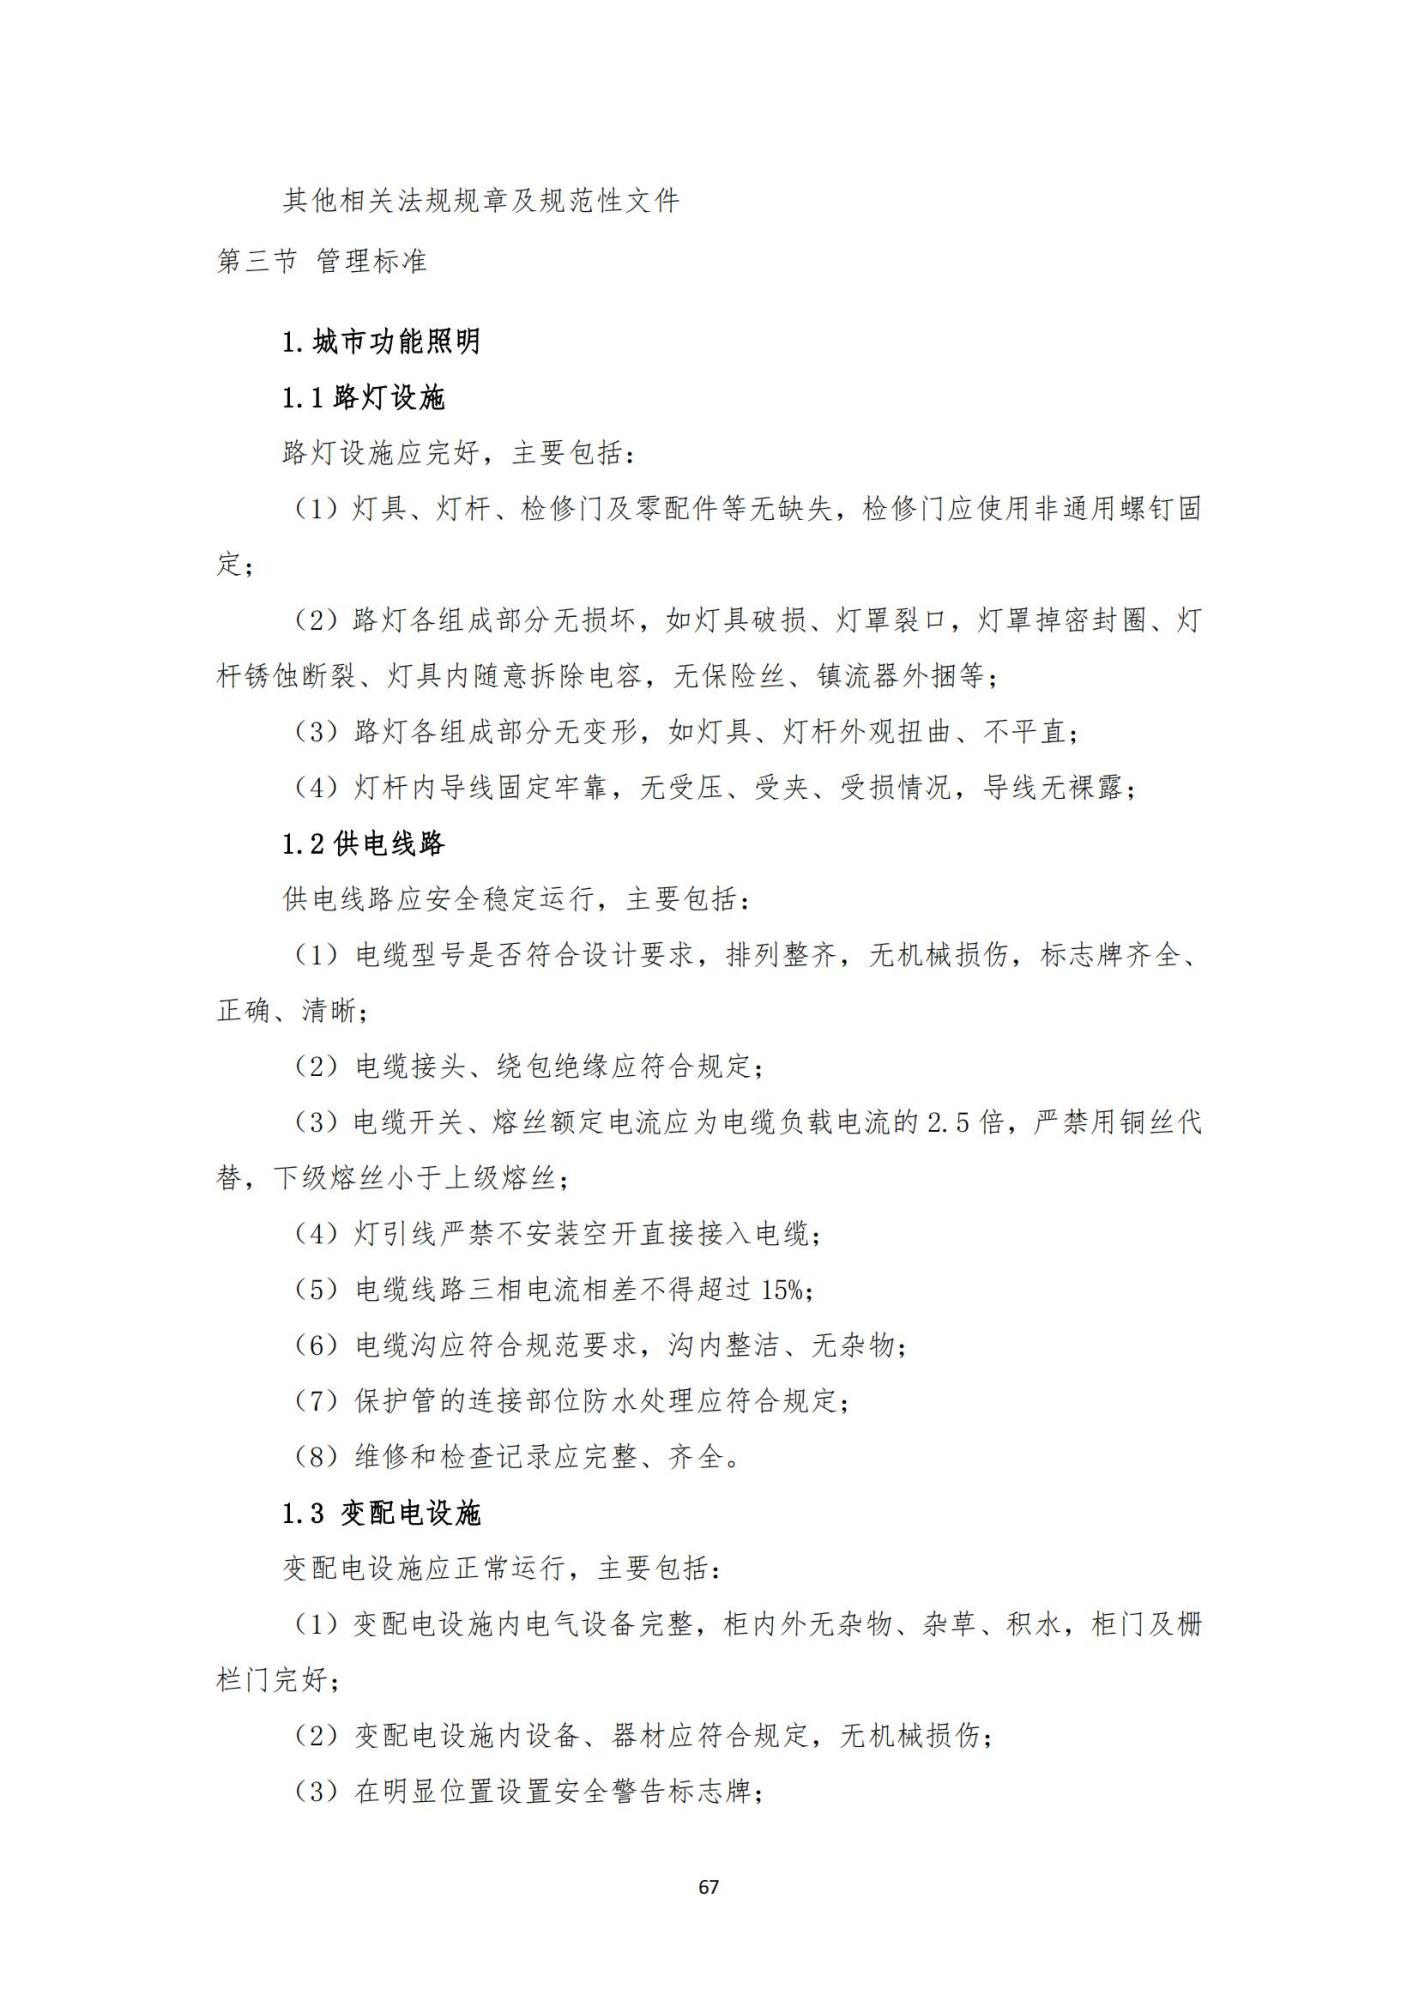 其他相关法规规章及规范性文件
第三节 管理标准
1.城市功能照明
1.1路灯设施
路灯设施应完好，主要包括：
（1）灯具、灯杆、检修门及零配件等无缺失，检修门应使用非通用螺钉固
定；
（2）路灯各组成部分无损坏，如灯具破损、灯罩裂口，灯罩掉密封圈、灯
杆锈蚀断裂、灯具内随意拆除电容，无保险丝、镇流器外捆等；
（3）路灯各组成部分无变形，如灯具、灯杆外观扭曲、不平直；
（4）灯杆内导线固定牢靠，无受压、受夹、受损情况，导线无裸露；
1.2供电线路
供电线路应安全稳定运行，主要包括：
（1）电缆型号是否符合设计要求，排列整齐，无机械损伤，标志牌齐全、
正确、清晰；
（2）电缆接头、绕包绝缘应符合规定；
（3）电缆开关、熔丝额定电流应为电缆负载电流的2.5倍，严禁用铜丝代
替，下级熔丝小于上级熔丝；
（4）灯引线严禁不安装空开直接接入电缆；
（5）电缆线路三相电流相差不得超过15%；
（6）电缆沟应符合规范要求，沟内整洁、无杂物；
（7）保护管的连接部位防水处理应符合规定；
（8）维修和检查记录应完整、齐全。
1.3 变配电设施
变配电设施应正常运行，主要包括：
（1）变配电设施内电气设备完整，柜内外无杂物、杂草、积水，柜门及栅
栏门完好；
（2）变配电设施内设备、器材应符合规定，无机械损伤；
（3）在明显位置设置安全警告标志牌；
67